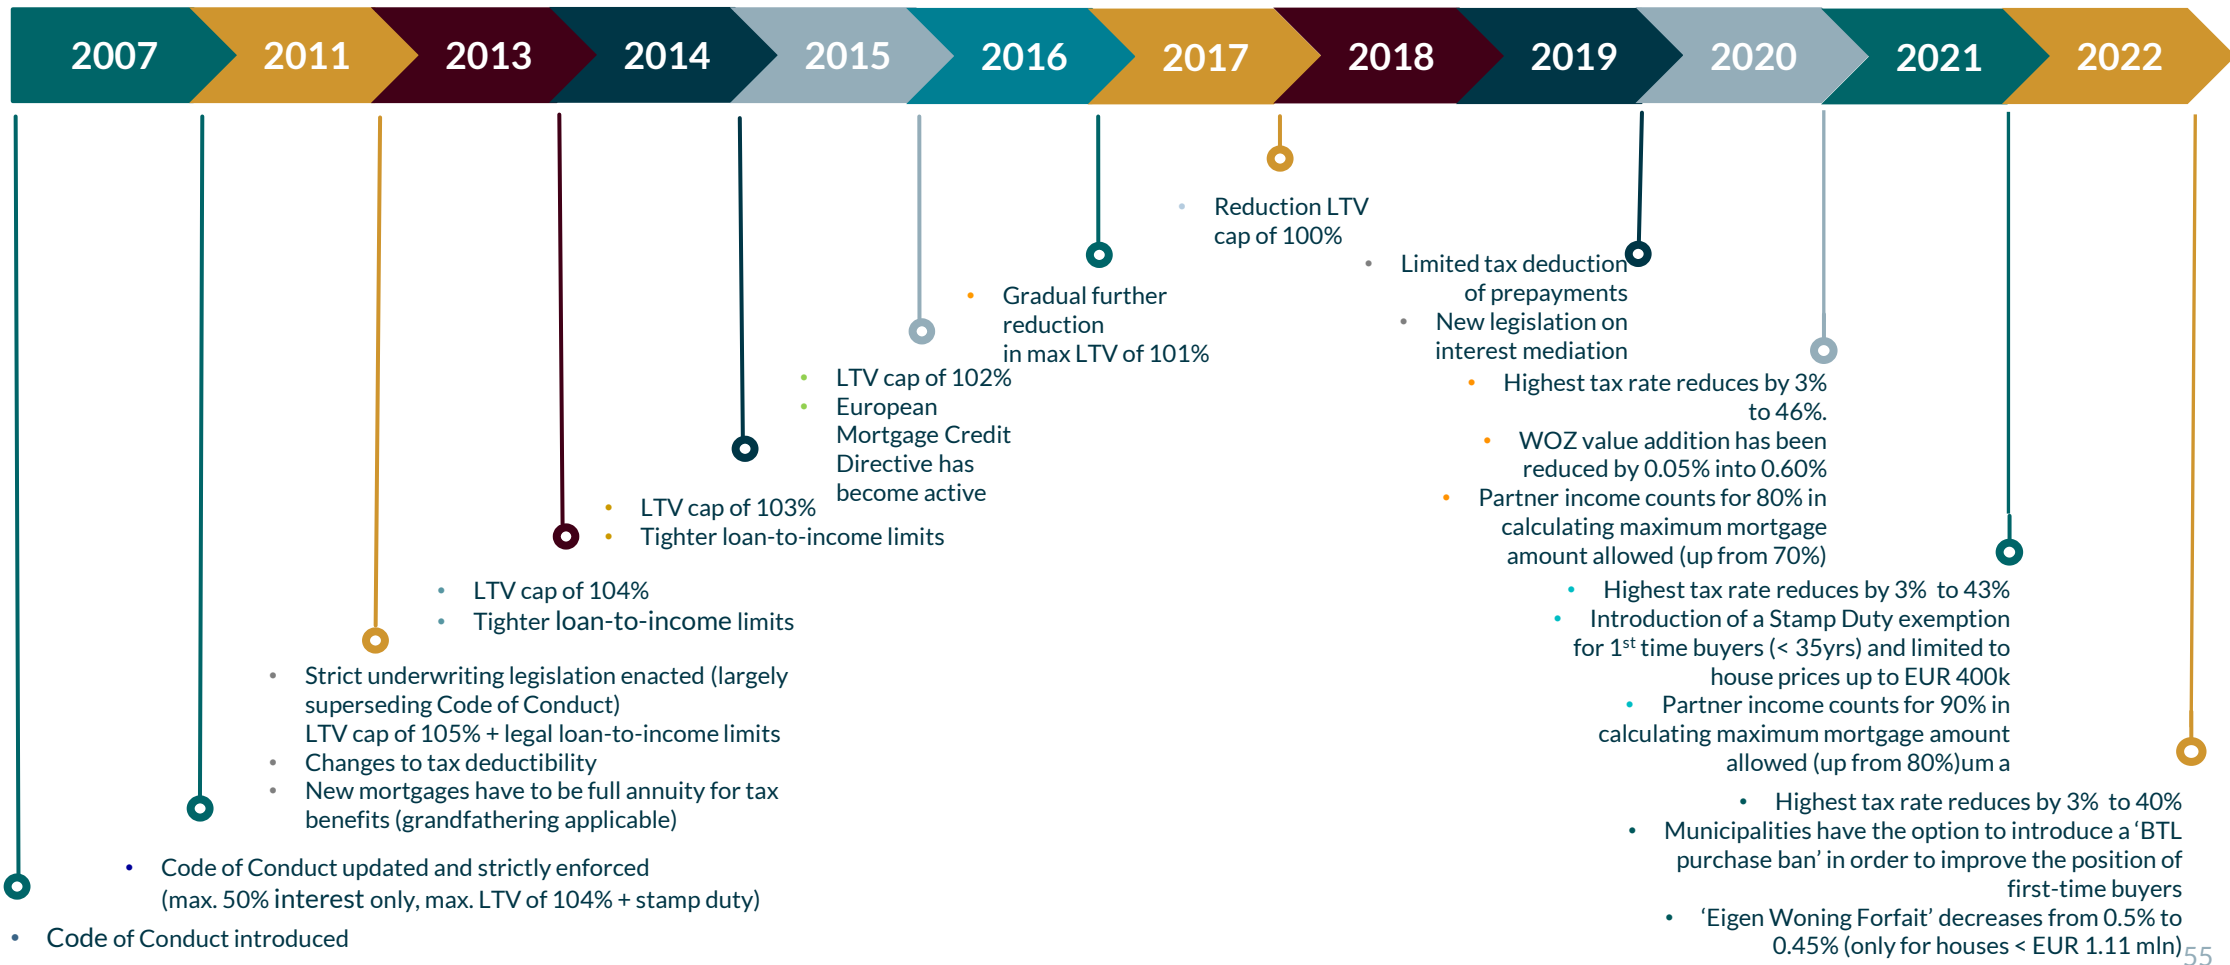 2007
2011
2013
2014
2015
2016
2017
2018
2019
2020
2021
2022
• Code of Conduct introduced
• Code of Conduct updated and strictly enforced
(max. 50% interest only, max. LTV of 104% + stamp duty)
• Strict underwriting legislation enacted (largely
superseding Code of Conduct)
LTV cap of 105% + legal loan-to-income limits
• Changes to tax deductibility
• New mortgages have to be full annuity for tax
benefits (grandfathering applicable)
• LTV cap of 104%
• Tighter loan-to-income limits
• LTV cap of 103%
• Tighter loan-to-income limits
• LTV cap of 102%
• European
Mortgage Credit
Directive has
become active
• Gradual further
reduction
in max LTV of 101%
• Reduction LTV
cap of 100%
• Limited tax deduction
of prepayments
• New legislation on
interest mediation
• Highest tax rate reduces by 3%
to 46%.
• WOZ value addition has been
reduced by 0.05% into 0.60%
• Partner income counts for 80% in
calculating maximum mortgage
amount allowed (up from 70%)
• Highest tax rate reduces by 3% to 43%
• Introduction of a Stamp Duty exemption
for 1st time buyers (< 35yrs) and limited to
house prices up to EUR 400k
• Partner income counts for 90% in
calculating maximum mortgage amount
allowed (up from 80%)um a
• Highest tax rate reduces by 3% to 40%
• Municipalities have the option to introduce a ‘BTL
purchase ban’ in order to improve the position of
first-time buyers
• ‘Eigen Woning Forfait’ decreases from 0.5% to
0.45% (only for houses < EUR 1.11 mln)
55